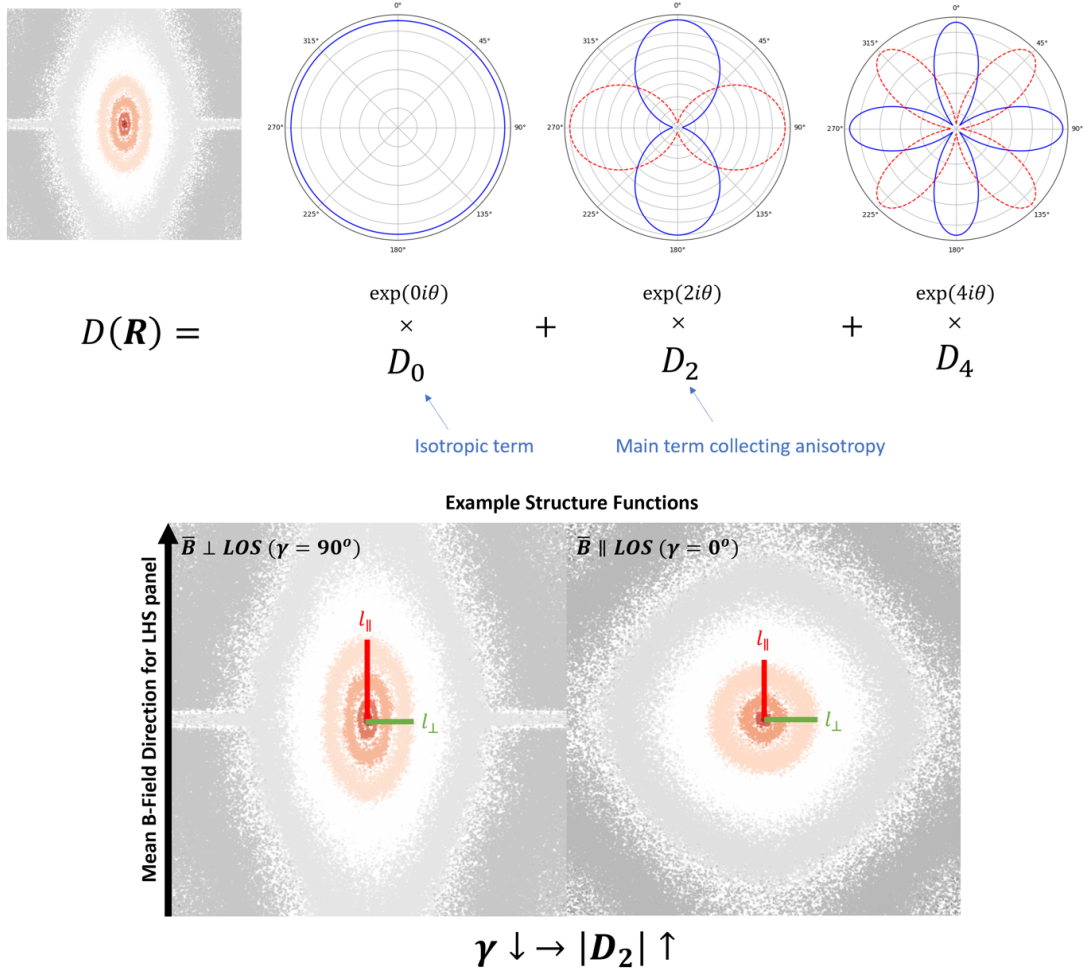 0° 0° 0°
315° 45° 315° 45° 315° 45°
270° 90° 270° 90° 270° 90°
225° 135° 225° 135° 225° 135°
180° 180° 180°
exp(0iθ) exp(2iθ) exp(4iθ)
× × ×
D(R) = D₀ + D₂ + D₄
Isotropic term Main term collecting anisotropy
Example Structure Functions
Mean B-Field Direction for LHS panel
B̅ ⊥ LOS (γ = 90ᵒ) B̅ ∥ LOS (γ = 0ᵒ)
l∥ l∥
l⊥ l⊥
γ ↓ → |D₂| ↑